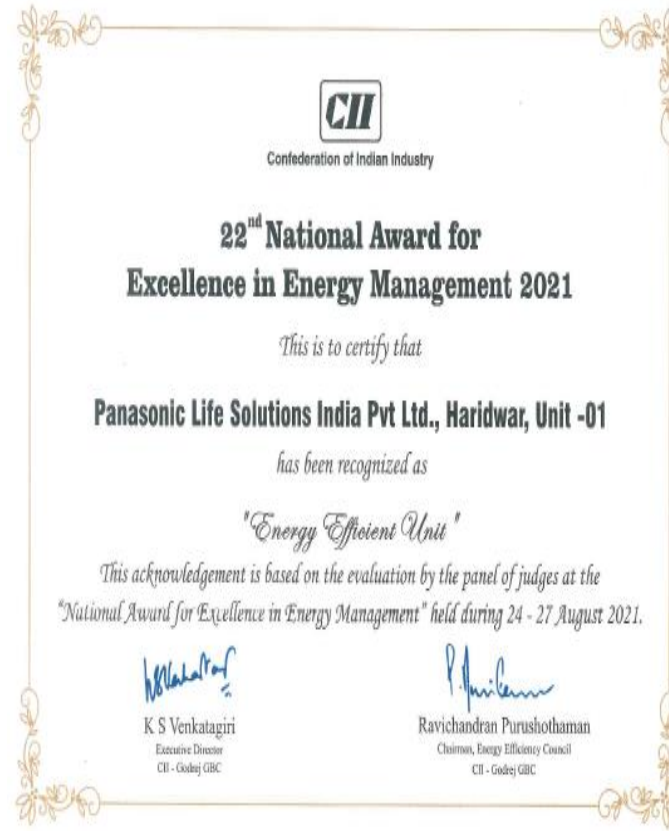 CII
Confederation of Indian Industry
22nd National Award for
Excellence in Energy Management 2021
This is to certify that
Panasonic Life Solutions India Pvt Ltd., Haridwar, Unit -01
has been recognized as
"Energy Efficient Unit"
This acknowledgement is based on the evaluation by the panel of judges at the
"National Award for Excellence in Energy Management" held during 24 - 27 August 2021.
K S Venkatagiri
Executive Director
CII - Godrej GBC
Ravichandran Purushothaman
Chairman, Energy Efficiency Council
CII - Godrej GBC